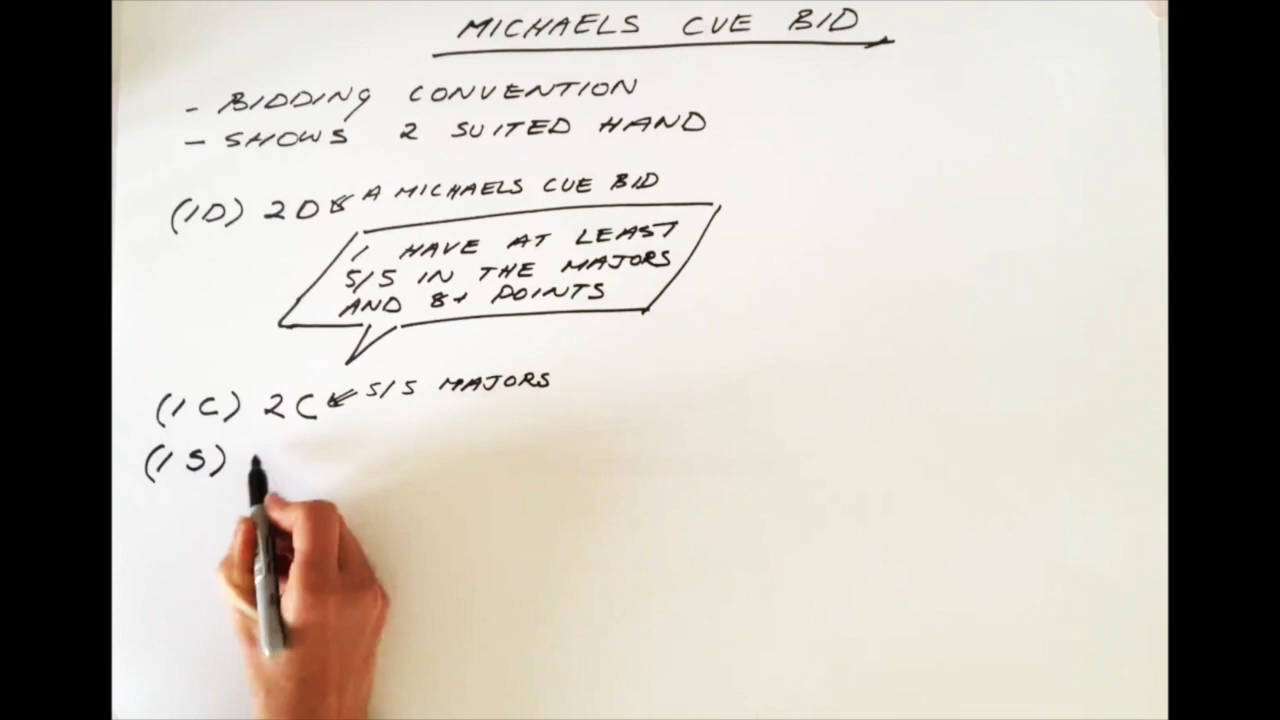 MICHAELS CUE BID
- BIDDING CONVENTION
- SHOWS 2 SUITED HAND
(1D) 2D A MICHAELS CUE BID
I HAVE AT LEAST
5/5 IN THE MAJORS
AND 8+ POINTS
(1C) 2C 5/5 MAJORS
(1S)